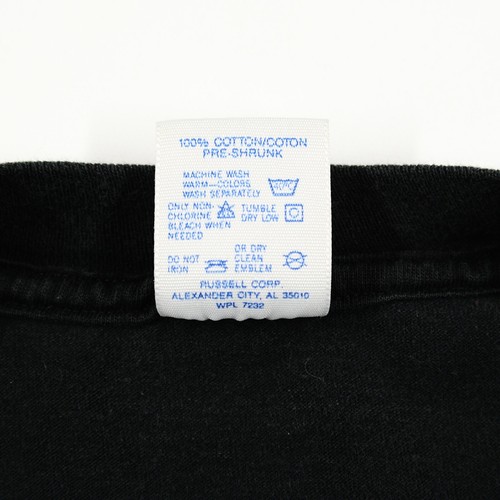 100% COTTON/COTON
PRE-SHRUNK
MACHINE WASH
WARM—COLORS
WASH SEPARATELY
40°C
ONLY NON-
CHLORINE
BLEACH WHEN
NEEDED
TUMBLE
DRY LOW
DO NOT
IRON
OR DRY
CLEAN
EMBLEM
RUSSELL CORP.
ALEXANDER CITY, AL 35010
WPL 7232